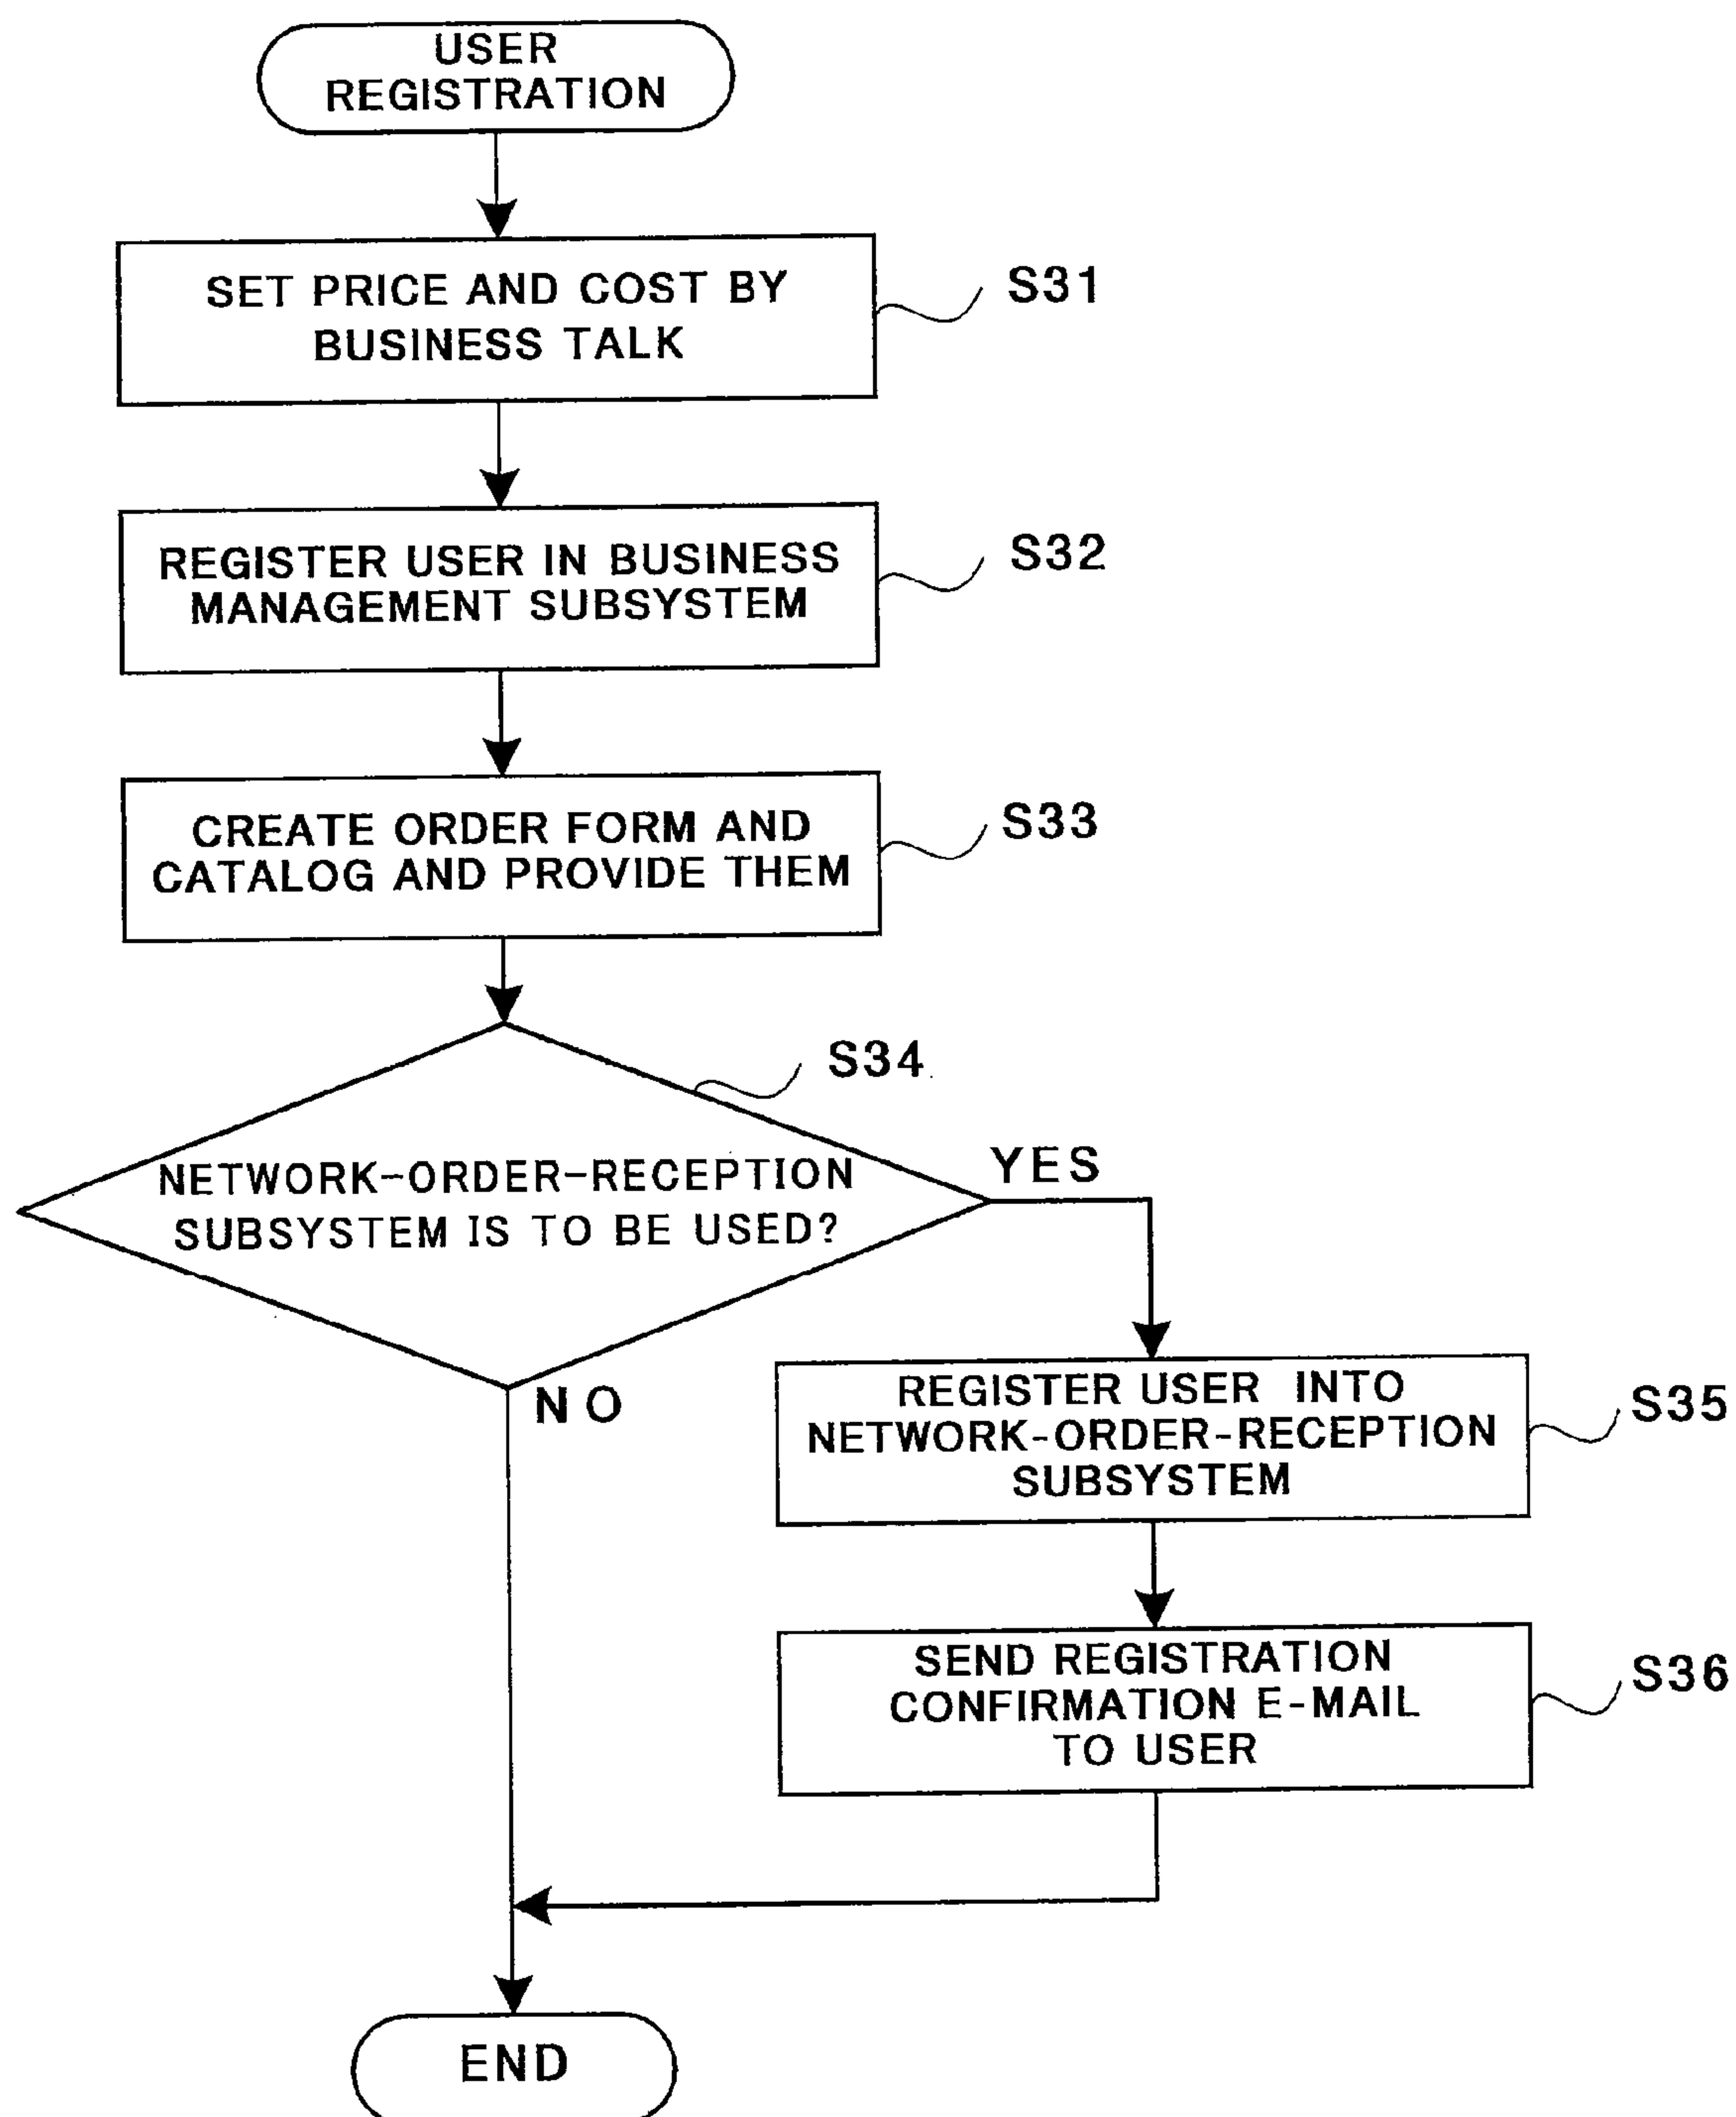 USER
REGISTRATION
SET PRICE AND COST BY
BUSINESS TALK
S31
REGISTER USER IN BUSINESS
MANAGEMENT SUBSYSTEM
S32
CREATE ORDER FORM AND
CATALOG AND PROVIDE THEM
S33
S34
NETWORK-ORDER-RECEPTION
SUBSYSTEM IS TO BE USED?
YES
NO
REGISTER USER INTO
NETWORK-ORDER-RECEPTION
SUBSYSTEM
S35
SEND REGISTRATION
CONFIRMATION E-MAIL
TO USER
S36
END